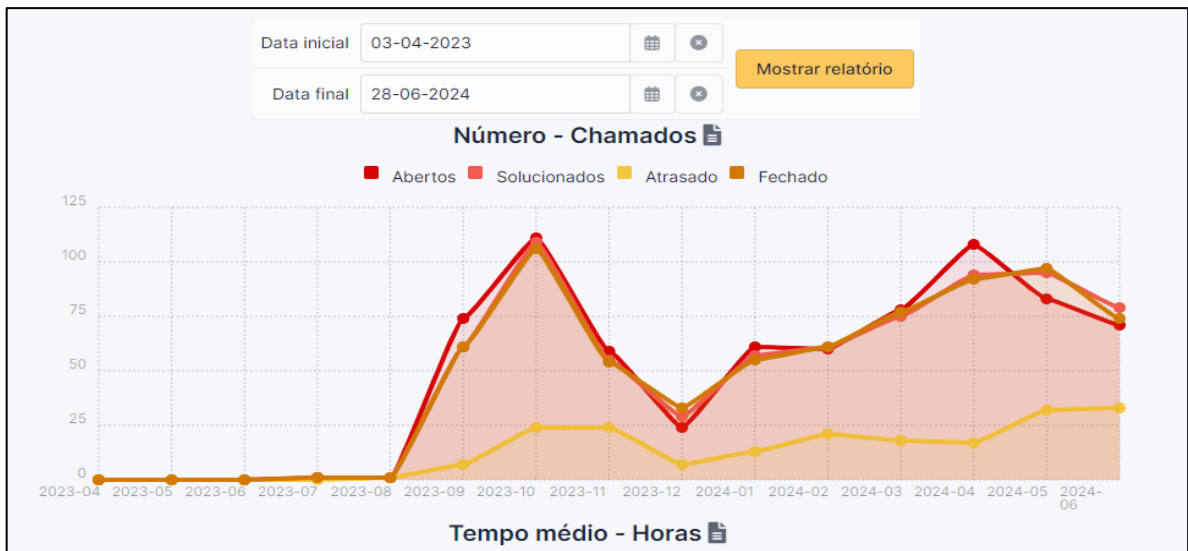 Data inicial 03-04-2023
Mostrar relatório
Data final 28-06-2024
Número - Chamados
Abertos Solucionados Atrasado Fechado
125
100
75
50
25
0
2023-04 2023-05 2023-06 2023-07 2023-08 2023-09 2023-10 2023-11 2023-12 2024-01 2024-02 2024-03 2024-04 2024-05 2024-
06
Tempo médio - Horas